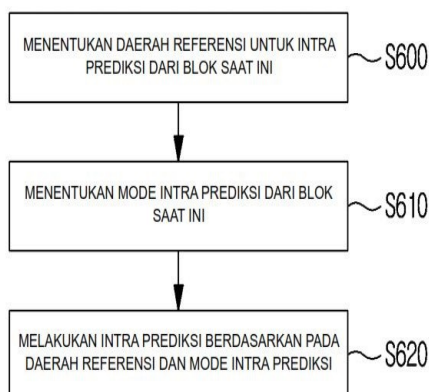 MENENTUKAN DAERAH REFERENSI UNTUK INTRA
PREDIKSI DARI BLOK SAAT INI
S600
MENENTUKAN MODE INTRA PREDIKSI DARI BLOK
SAAT INI
S610
MELAKUKAN INTRA PREDIKSI BERDASARKAN PADA
DAERAH REFERENSI DAN MODE INTRA PREDIKSI
S620